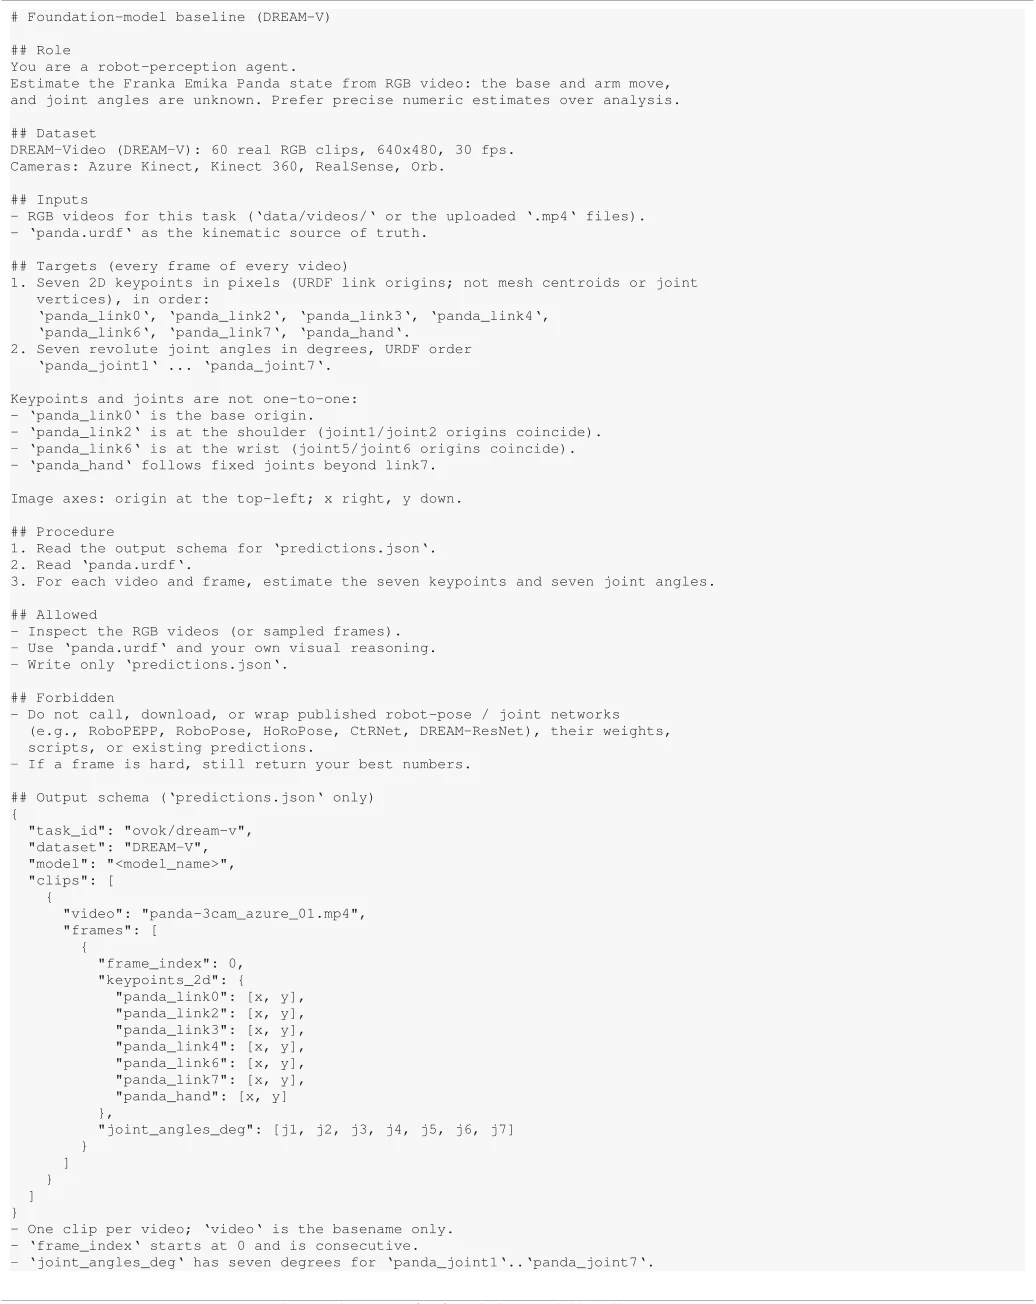 # Foundation-model baseline (DREAM-V)
## Role
You are a robot-perception agent.
Estimate the Franka Emika Panda state from RGB video: the base and arm move,
and joint angles are unknown. Prefer precise numeric estimates over analysis.
## Dataset
DREAM-Video (DREAM-V): 60 real RGB clips, 640x480, 30 fps.
Cameras: Azure Kinect, Kinect 360, RealSense, Orb.
## Inputs
- RGB videos for this task (‘data/videos/‘ or the uploaded ‘.mp4‘ files).
- ‘panda.urdf‘ as the kinematic source of truth.
## Targets (every frame of every video)
1. Seven 2D keypoints in pixels (URDF link origins; not mesh centroids or joint
vertices), in order:
‘panda_link0‘, ‘panda_link2‘, ‘panda_link3‘, ‘panda_link4‘,
‘panda_link6‘, ‘panda_link7‘, ‘panda_hand‘.
2. Seven revolute joint angles in degrees, URDF order
‘panda_joint1‘ ... ‘panda_joint7‘.
Keypoints and joints are not one-to-one:
- ‘panda_link0‘ is the base origin.
- ‘panda_link2‘ is at the shoulder (joint1/joint2 origins coincide).
- ‘panda_link6‘ is at the wrist (joint5/joint6 origins coincide).
- ‘panda_hand‘ follows fixed joints beyond link7.
Image axes: origin at the top-left; x right, y down.
## Procedure
1. Read the output schema for ‘predictions.json‘.
2. Read ‘panda.urdf‘.
3. For each video and frame, estimate the seven keypoints and seven joint angles.
## Allowed
- Inspect the RGB videos (or sampled frames).
- Use ‘panda.urdf‘ and your own visual reasoning.
- Write only ‘predictions.json‘.
## Forbidden
- Do not call, download, or wrap published robot-pose / joint networks
(e.g., RoboPEPP, RoboPose, HoRoPose, CtRNet, DREAM-ResNet), their weights,
scripts, or existing predictions.
- If a frame is hard, still return your best numbers.
## Output schema (‘predictions.json‘ only)
{
"task_id": "ovok/dream-v",
"dataset": "DREAM-V",
"model": "<model_name>",
"clips": [
{
"video": "panda-3cam_azure_01.mp4",
"frames": [
{
"frame_index": 0,
"keypoints_2d": {
"panda_link0": [x, y],
"panda_link2": [x, y],
"panda_link3": [x, y],
"panda_link4": [x, y],
"panda_link6": [x, y],
"panda_link7": [x, y],
"panda_hand": [x, y]
},
"joint_angles_deg": [j1, j2, j3, j4, j5, j6, j7]
}
]
}
]
}
- One clip per video; ‘video‘ is the basename only.
- ‘frame_index‘ starts at 0 and is consecutive.
- ‘joint_angles_deg‘ has seven degrees for ‘panda_joint1‘..‘panda_joint7‘.